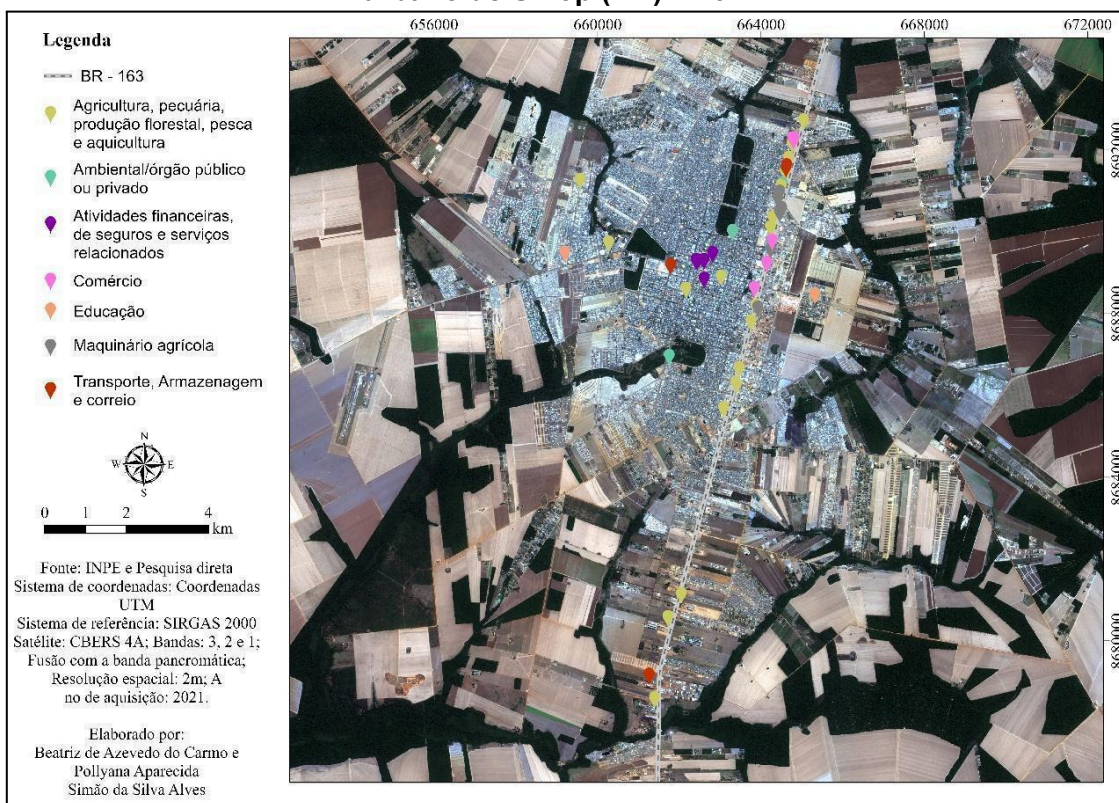 656000 660000 664000 668000 672000
Legenda
BR - 163
Agricultura, pecuária,
produção florestal, pesca
e aquicultura
Ambiental/órgão público
ou privado
Atividades financeiras,
de seguros e serviços
relacionados
Comércio
Educação
Maquinário agrícola
Transporte, Armazenagem
e correio
N
W E
S
0 1 2 4
km
Fonte: INPE e Pesquisa direta
Sistema de coordenadas: Coordenadas
UTM
Sistema de referência: SIRGAS 2000
Satélite: CBERS 4A; Bandas: 3, 2 e 1;
Fusão com a banda pancromática;
Resolução espacial: 2m; A
no de aquisição: 2021.
Elaborado por:
Beatriz de Azevedo do Carmo e
Pollyana Aparecida
Simão da Silva Alves
8692000
8688000
8684000
8680000